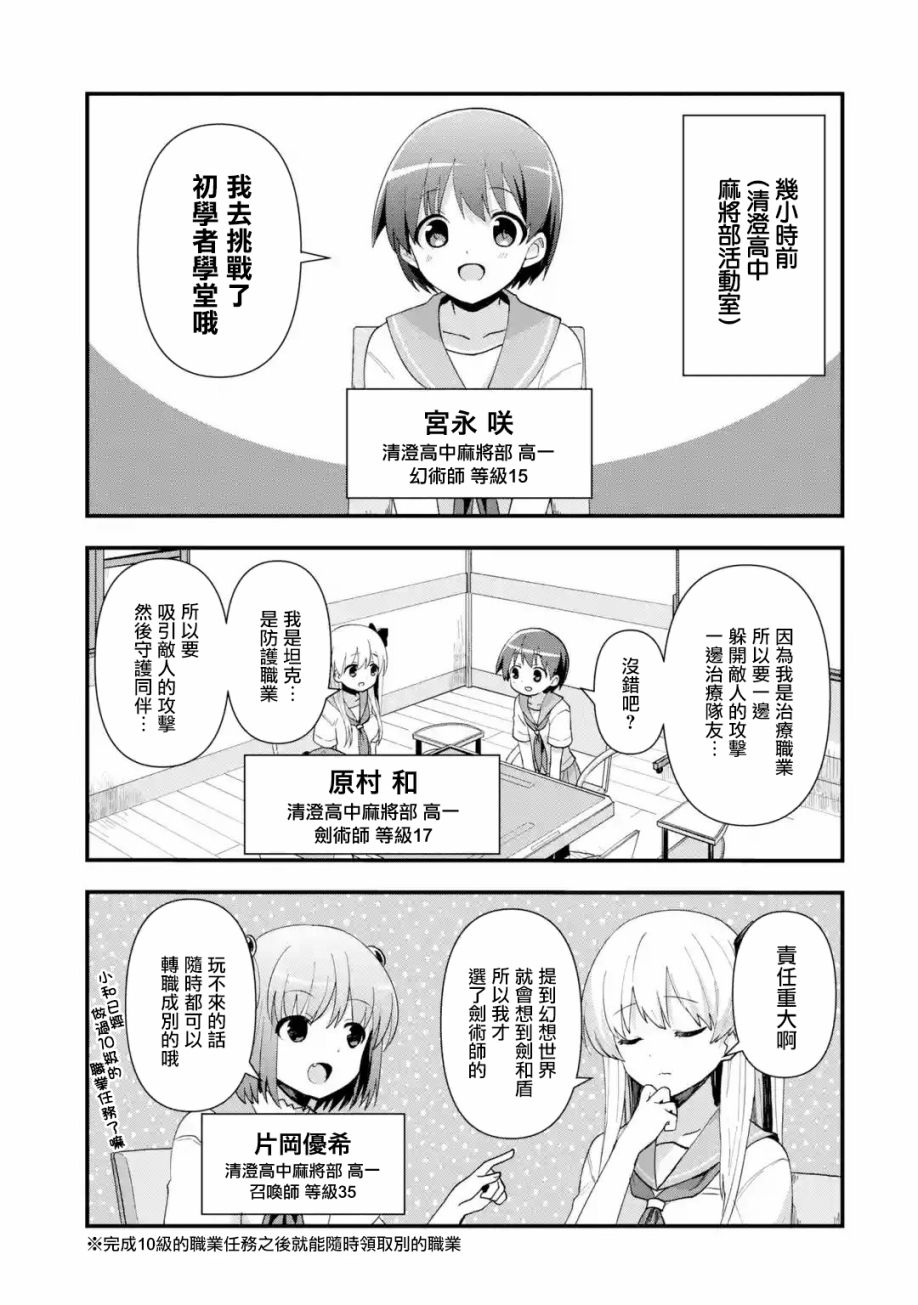 幾小時前
(清澄高中
麻將部活動室)
我去挑戰了
初學者學堂哦
宮永 咲
清澄高中麻將部 高一
幻術師 等級15
因為我是治療職業
所以要一邊
躲開敵人的攻擊
一邊治療隊友…
沒錯吧?
我是坦克…
是防護職業
所以要
吸引敵人的攻擊
然後守護同伴…
原村 和
清澄高中麻將部 高一
劍術師 等級17
責任重大啊
提到幻想世界
就會想到劍和盾
所以我才
選了劍術師的
玩不來的話
隨時都可以
轉職成別的哦
小和已經
做過10級的
職業任務了嘛
片岡優希
清澄高中麻將部 高一
召喚師 等級35
※完成10級的職業任務之後就能隨時領取別的職業